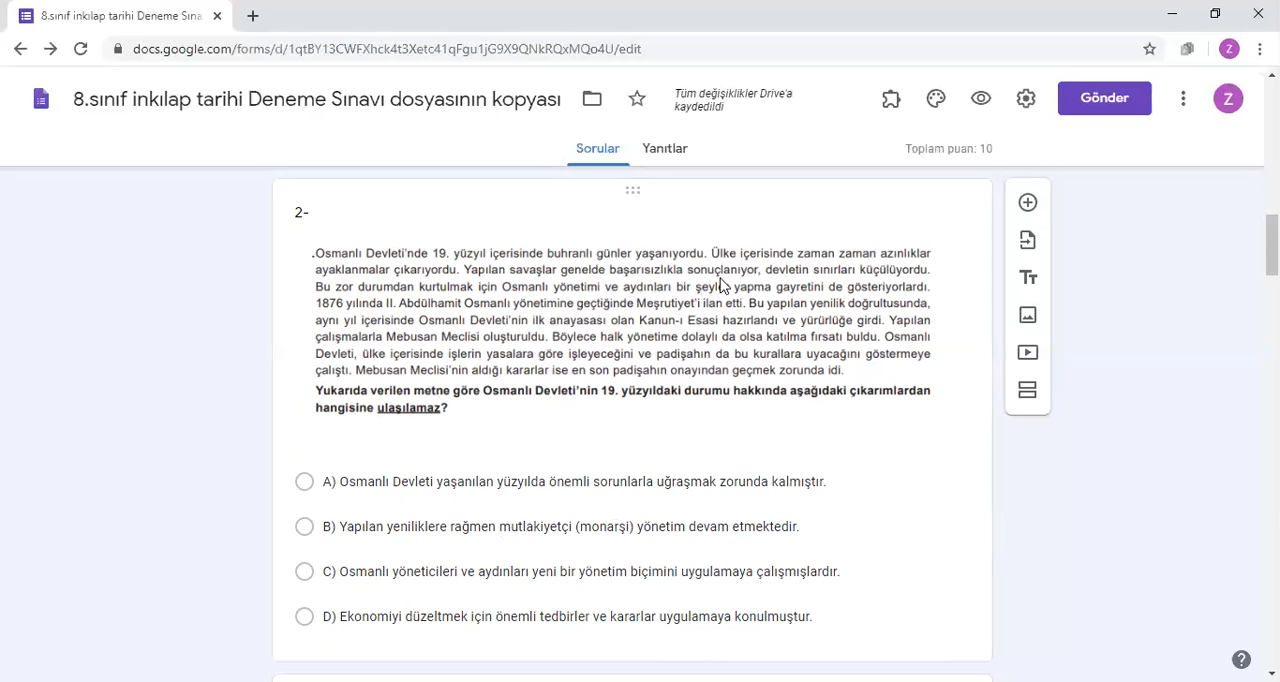 8.sınıf inkılap tarihi Deneme Sına
docs.google.com/forms/d/1qtBY13CWFXhck4t3Xetc41qFgu1jG9X9QNkRQxMQo4U/edit
Z
8.sınıf inkılap tarihi Deneme Sınavı dosyasının kopyası
Tüm değişiklikler Drive'a
kaydedildi
Gönder
Z
Sorular
Yanıtlar
Toplam puan: 10
2-
.Osmanlı Devleti'nde 19. yüzyıl içerisinde buhranlı günler yaşanıyordu. Ülke içerisinde zaman zaman azınlıklar
ayaklanmalar çıkarıyordu. Yapılan savaşlar genelde başarısızlıkla sonuçlanıyor, devletin sınırları küçülüyordu.
Bu zor durumdan kurtulmak için Osmanlı yönetimi ve aydınları bir şeyler yapma gayretini de gösteriyorlardı.
1876 yılında II. Abdülhamit Osmanlı yönetimine geçtiğinde Meşrutiyet'i ilan etti. Bu yapılan yenilik doğrultusunda,
aynı yıl içerisinde Osmanlı Devleti'nin ilk anayasası olan Kanun-ı Esasi hazırlandı ve yürürlüğe girdi. Yapılan
çalışmalarla Mebusan Meclisi oluşturuldu. Böylece halk yönetime dolaylı da olsa katılma fırsatı buldu. Osmanlı
Devleti, ülke içerisinde işlerin yasalara göre işleyeceğini ve padişahın da bu kurallara uyacağını göstermeye
çalıştı. Mebusan Meclisi'nin aldığı kararlar ise en son padişahın onayından geçmek zorunda idi.
Yukarıda verilen metne göre Osmanlı Devleti'nin 19. yüzyıldaki durumu hakkında aşağıdaki çıkarımlardan
hangisine ulaşılamaz?
A) Osmanlı Devleti yaşanılan yüzyılda önemli sorunlarla uğraşmak zorunda kalmıştır.
B) Yapılan yeniliklere rağmen mutlakiyetçi (monarşi) yönetim devam etmektedir.
C) Osmanlı yöneticileri ve aydınları yeni bir yönetim biçimini uygulamaya çalışmışlardır.
D) Ekonomiyi düzeltmek için önemli tedbirler ve kararlar uygulamaya konulmuştur.